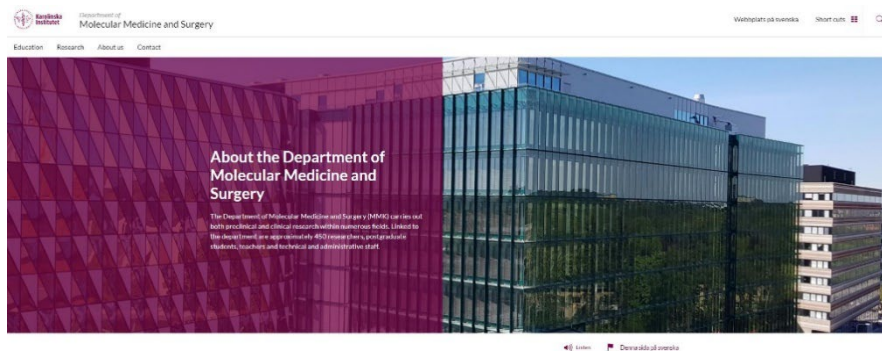 Karolinska
Institutet
Department of
Molecular Medicine and Surgery
Webbplats på svenska
Short cuts
Education Research About us Contact
About the Department of
Molecular Medicine and
Surgery
The Department of Molecular Medicine and Surgery (MMK) carries out
both preclinical and clinical research within numerous fields. Linked to
the department are approximately 450 researchers, postgraduate
students, teachers and technical and administrative staff.
Listen
Denna sida på svenska